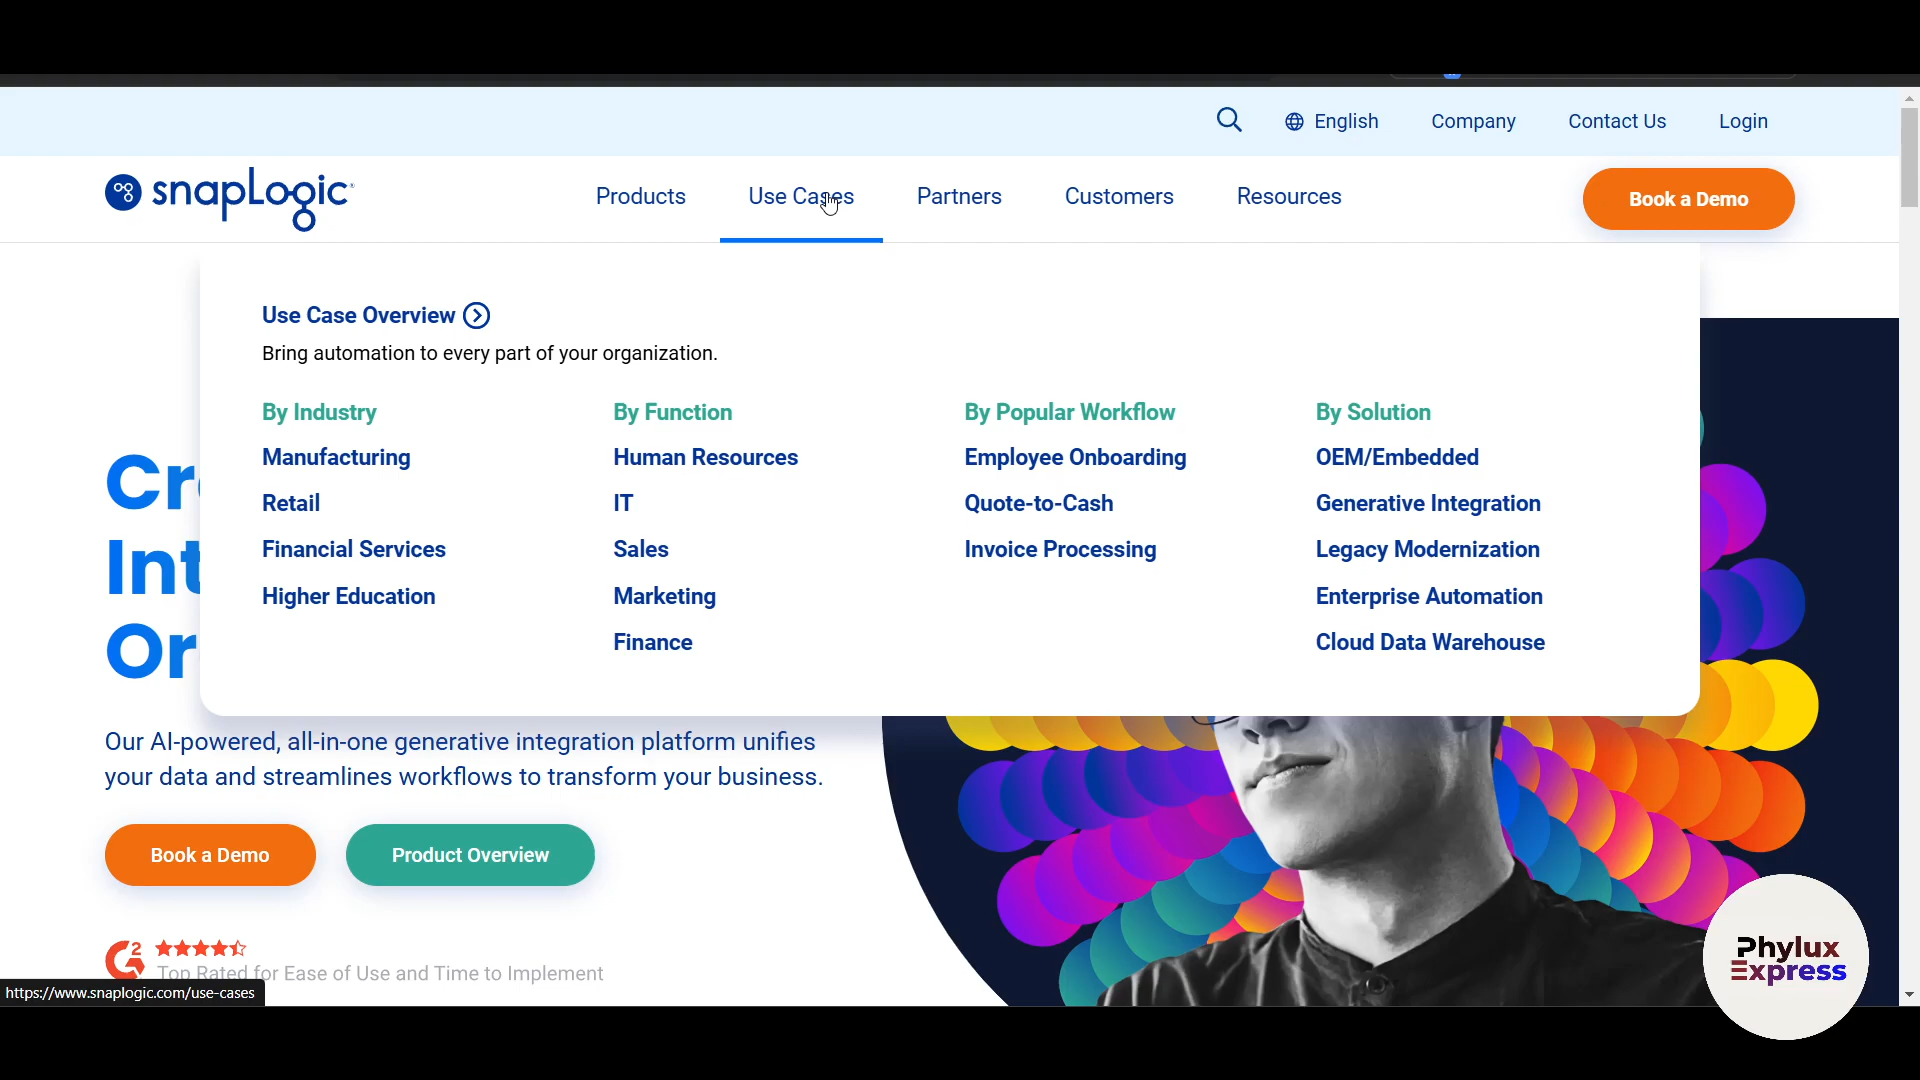 English
Company
Contact Us
Login
snapLogic
Products
Use Cases
Partners
Customers
Resources
Book a Demo
Use Case Overview
Bring automation to every part of your organization.
By Industry
Manufacturing
Retail
Financial Services
Higher Education
By Function
Human Resources
IT
Sales
Marketing
Finance
By Popular Workflow
Employee Onboarding
Quote-to-Cash
Invoice Processing
By Solution
OEM/Embedded
Generative Integration
Legacy Modernization
Enterprise Automation
Cloud Data Warehouse
Our AI-powered, all-in-one generative integration platform unifies
your data and streamlines workflows to transform your business.
Book a Demo
Product Overview
G2
Top Rated for Ease of Use and Time to Implement
https://www.snaplogic.com/use-cases
Phylux
Express